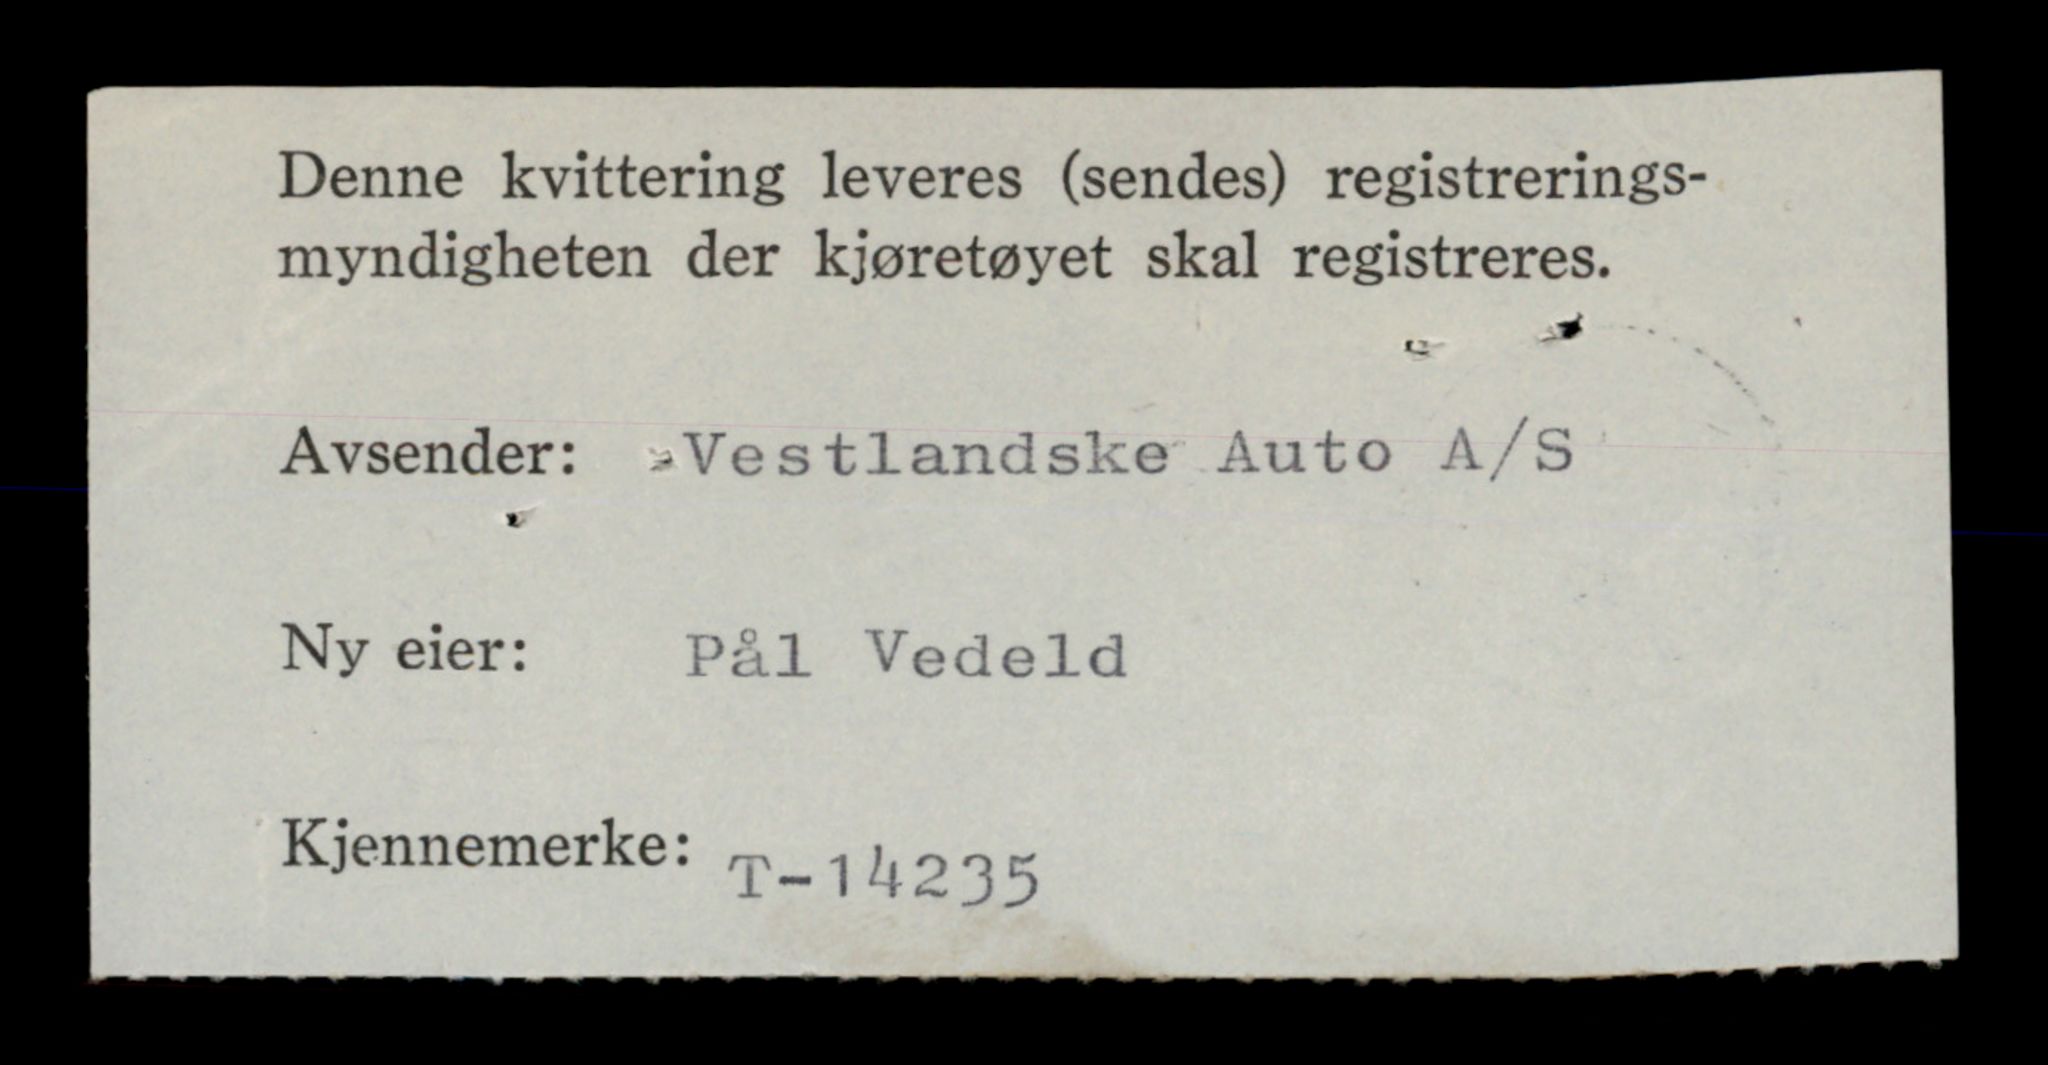 Denne kvittering leveres (sendes) registrerings-
myndigheten der kjøretøyet skal registreres.
Avsender: Vestlandske Auto A/S
Ny eier: Pål Vedeld
Kjennemerke: T-14235